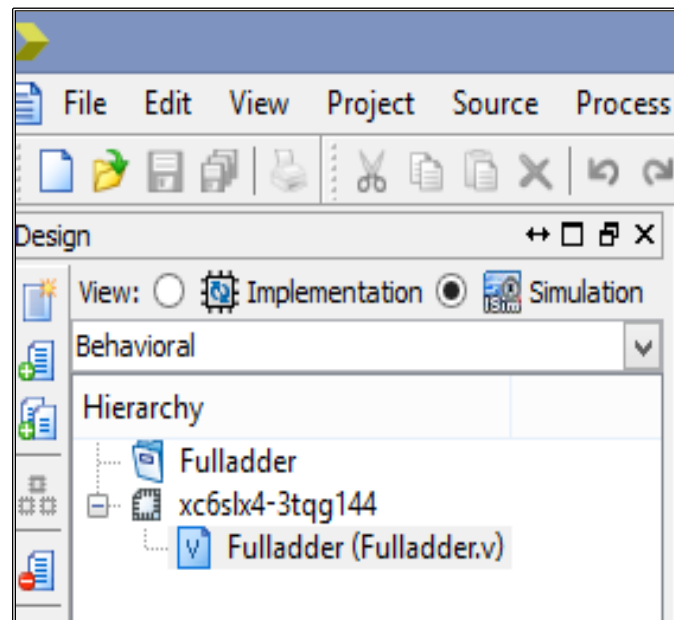 File Edit View Project Source Process
Design
View: Implementation Simulation
Behavioral
Hierarchy
Fulladder
xc6slx4-3tqg144
V Fulladder (Fulladder.v)